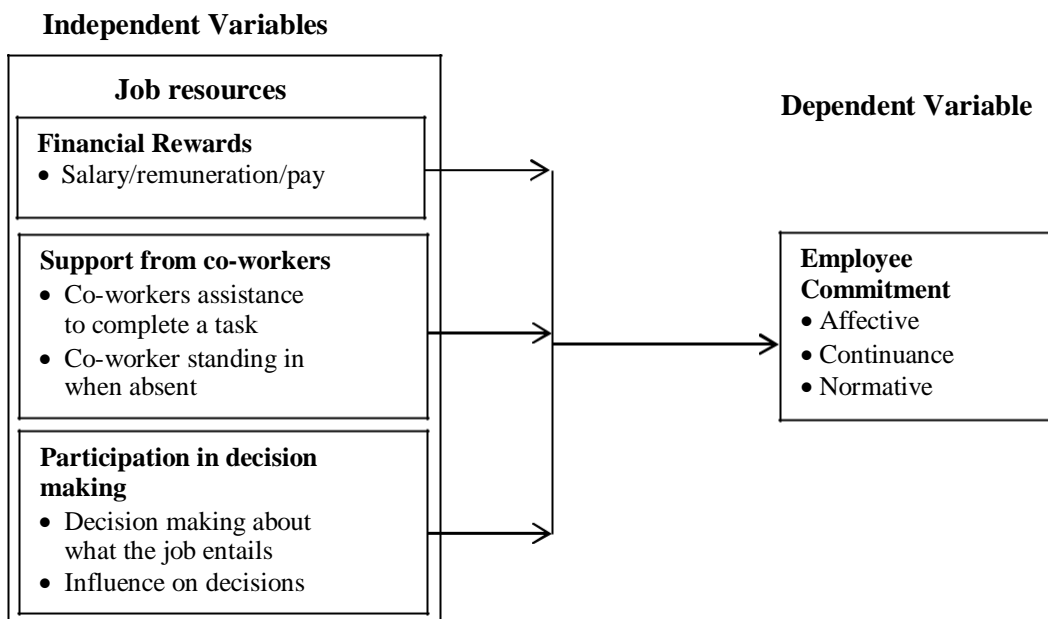 Independent Variables
Job resources
Financial Rewards
• Salary/remuneration/pay
Support from co-workers
• Co-workers assistance
to complete a task
• Co-worker standing in
when absent
Participation in decision
making
• Decision making about
what the job entails
• Influence on decisions
Dependent Variable
Employee
Commitment
• Affective
• Continuance
• Normative